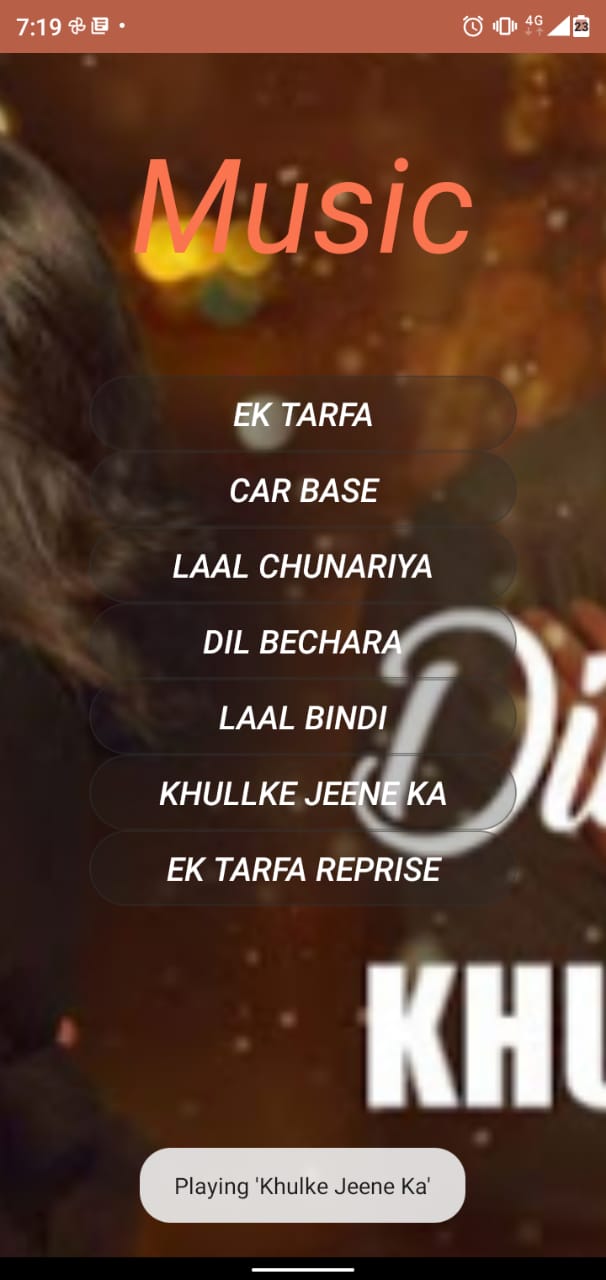 7:19
4G
23
Music
EK TARFA
CAR BASE
LAAL CHUNARIYA
DIL BECHARA
LAAL BINDI
KHULLKE JEENE KA
EK TARFA REPRISE
Di
KHU
Playing 'Khulke Jeene Ka'